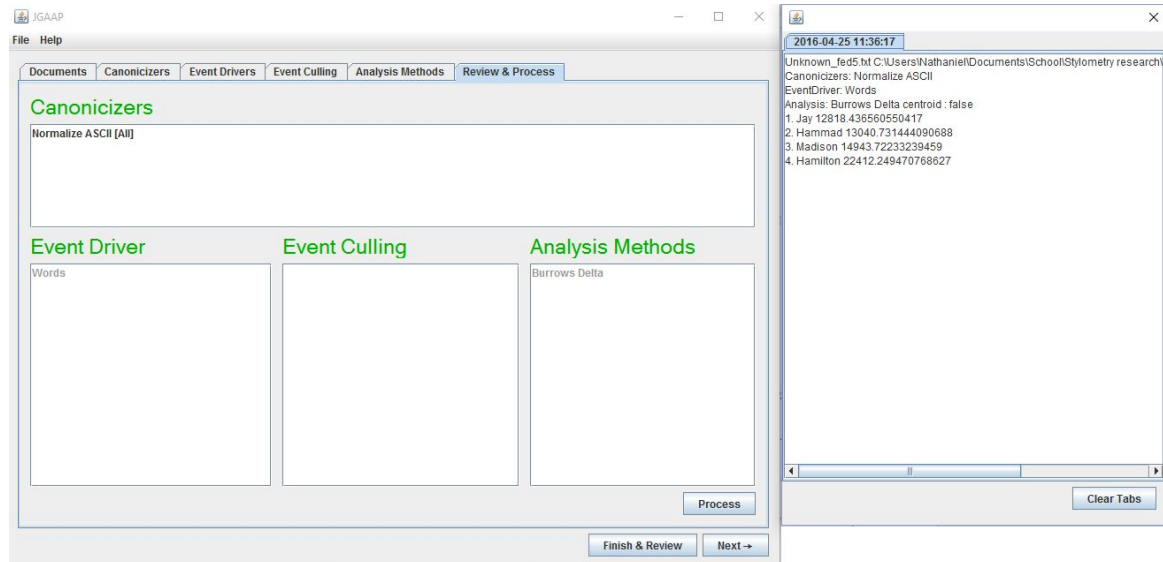 JGAAP
File Help
Documents Canonicizers Event Drivers Event Culling Analysis Methods Review & Process
Canonicizers
Normalize ASCII [All]
Event Driver Event Culling Analysis Methods
Words Burrows Delta
Process
Finish & Review Next→
2016-04-25 11:36:17
Unknown_fed5.txt C:\Users\Nathaniel\Documents\School\Stylometry research\
Canonicizers: Normalize ASCII
EventDriver: Words
Analysis: Burrows Delta centroid : false
1. Jay 12818.436560550417
2. Hammad 13040.731444090688
3. Madison 14943.72233239459
4. Hamilton 22412.249470768627
Clear Tabs